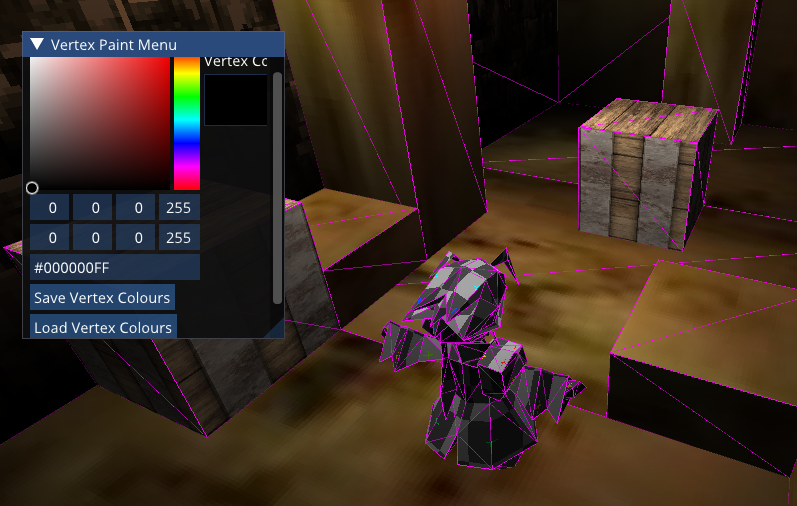 Vertex Paint Menu
Vertex Cc
0 0 0 255
0 0 0 255
#000000FF
Save Vertex Colours
Load Vertex Colours